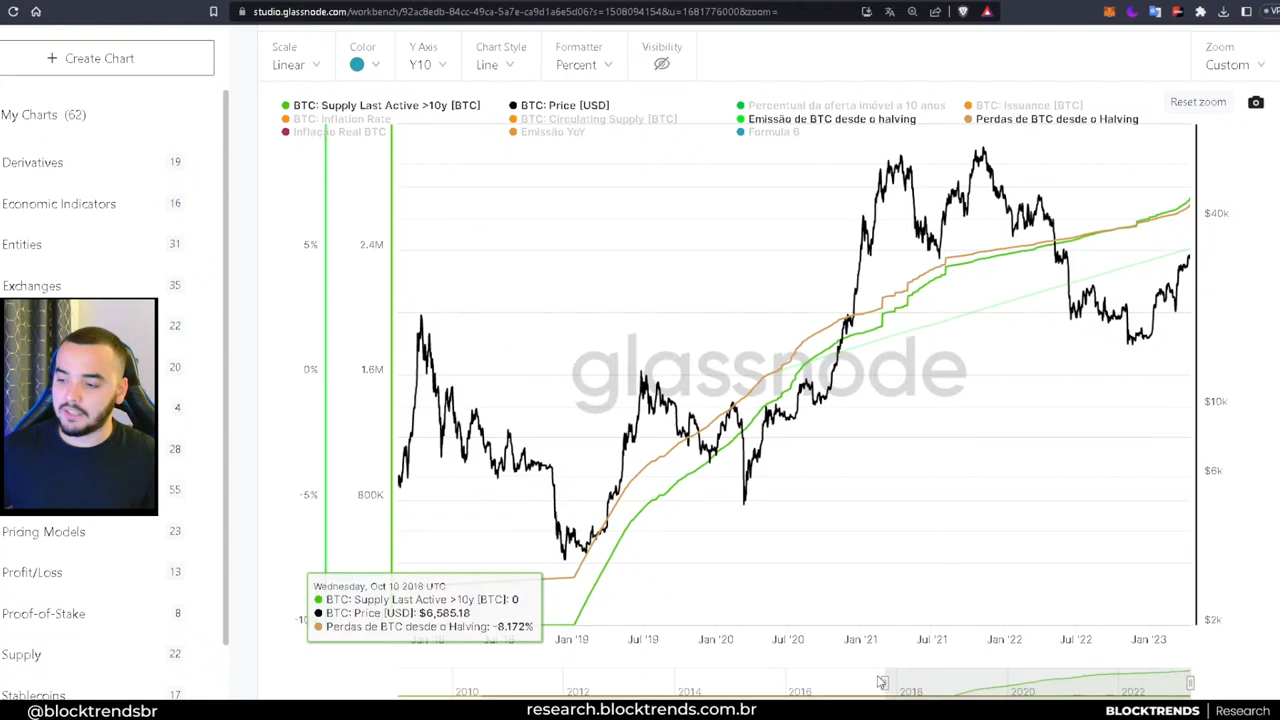 studio.glassnode.com/workbench/92ac8edb-84cc-49ca-5a7e-ca9d1a6e5d06?s=1508094154&u=1681776000&zoom=
+ Create Chart
My Charts (62)
Derivatives 19
Economic Indicators 16
Entities 31
Exchanges 35
22
20
4
28
55
Pricing Models 23
Profit/Loss 13
Proof-of-Stake 8
Supply 22
Stablecoins 17
Scale
Linear
Color
Y Axis
Y10
Chart Style
Line
Formatter
Percent
Visibility
Zoom
Custom
BTC: Supply Last Active >10y [BTC]
BTC: Price [USD]
Percentual da oferta imóvel a 10 anos
BTC: Issuance [BTC]
Reset zoom
BTC: Inflation Rate
BTC: Circulating Supply [BTC]
Emissão de BTC desde o halving
Perdas de BTC desde o Halving
Inflação Real BTC
Emissão YoY
Formula 6
5%
0%
-5%
-10
2.4M
1.6M
800K
$40k
$10k
$6k
$2k
glassnode
Wednesday, Oct 10 2018 UTC
BTC: Supply Last Active >10y [BTC]: 0
BTC: Price [USD]: $6,585.18
Perdas de BTC desde o Halving: -8.172%
Jan '18
Jul '18
Jan '19
Jul '19
Jan '20
Jul '20
Jan '21
Jul '21
Jan '22
Jul '22
Jan '23
2010
2012
2014
2016
2018
2020
2022
@blocktrendsbr
research.blocktrends.com.br
BLOCKTRENDS | Research